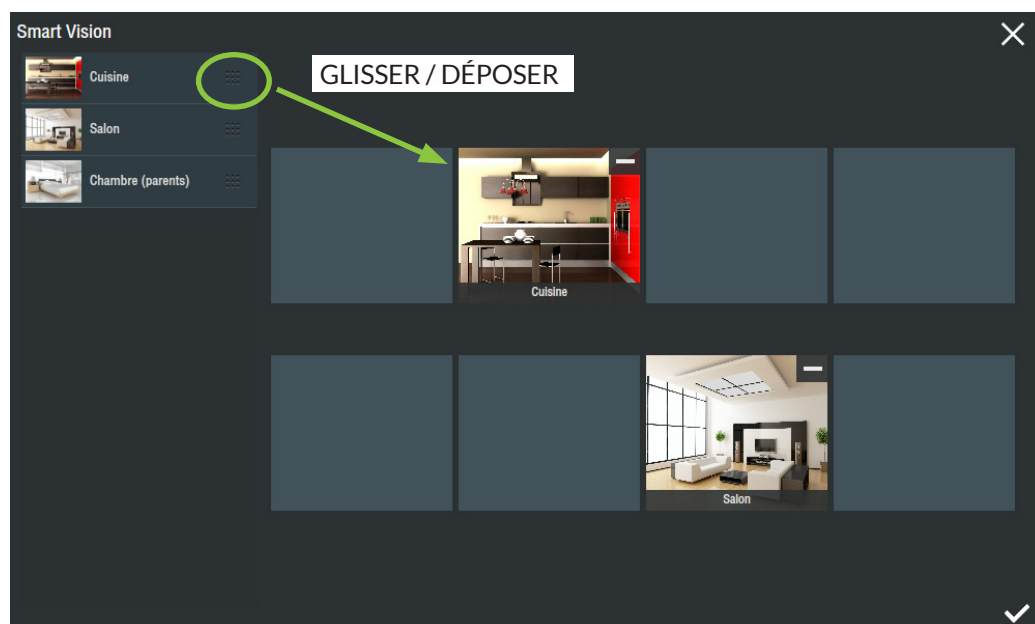 Smart Vision
Cuisine
GLISSER / DÉPOSER
Salon
Chambre (parents)
Cuisine
Salon